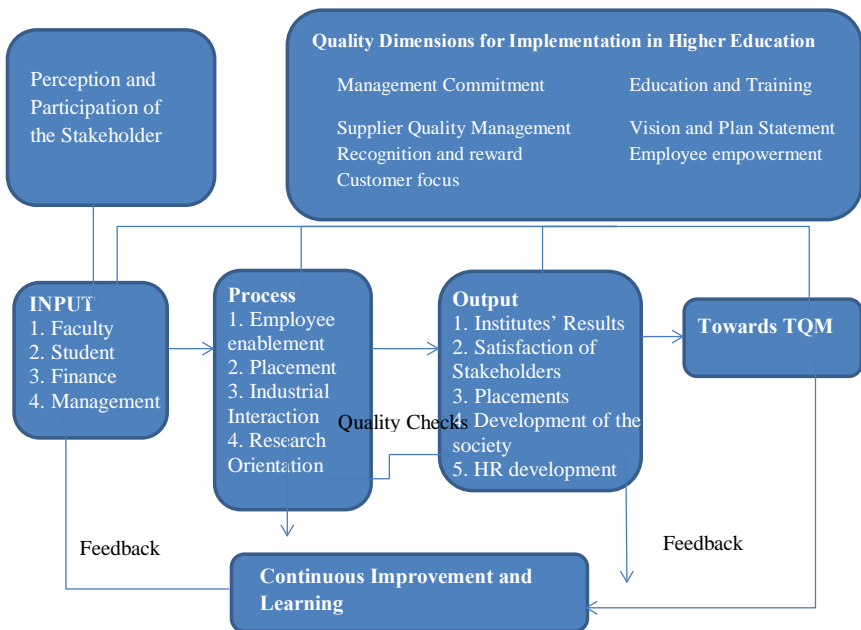 Perception and
Participation of
the Stakeholder
Quality Dimensions for Implementation in Higher Education
Management Commitment
Education and Training
Supplier Quality Management
Vision and Plan Statement
Recognition and reward
Employee empowerment
Customer focus
INPUT
1. Faculty
2. Student
3. Finance
4. Management
Process
1. Employee
enablement
2. Placement
3. Industrial
Interaction
4. Research
Orientation
Quality Checks
Output
1. Institutes’ Results
2. Satisfaction of
Stakeholders
3. Placements
4. Development of the
society
5. HR development
Towards TQM
Feedback
Feedback
Continuous Improvement and
Learning